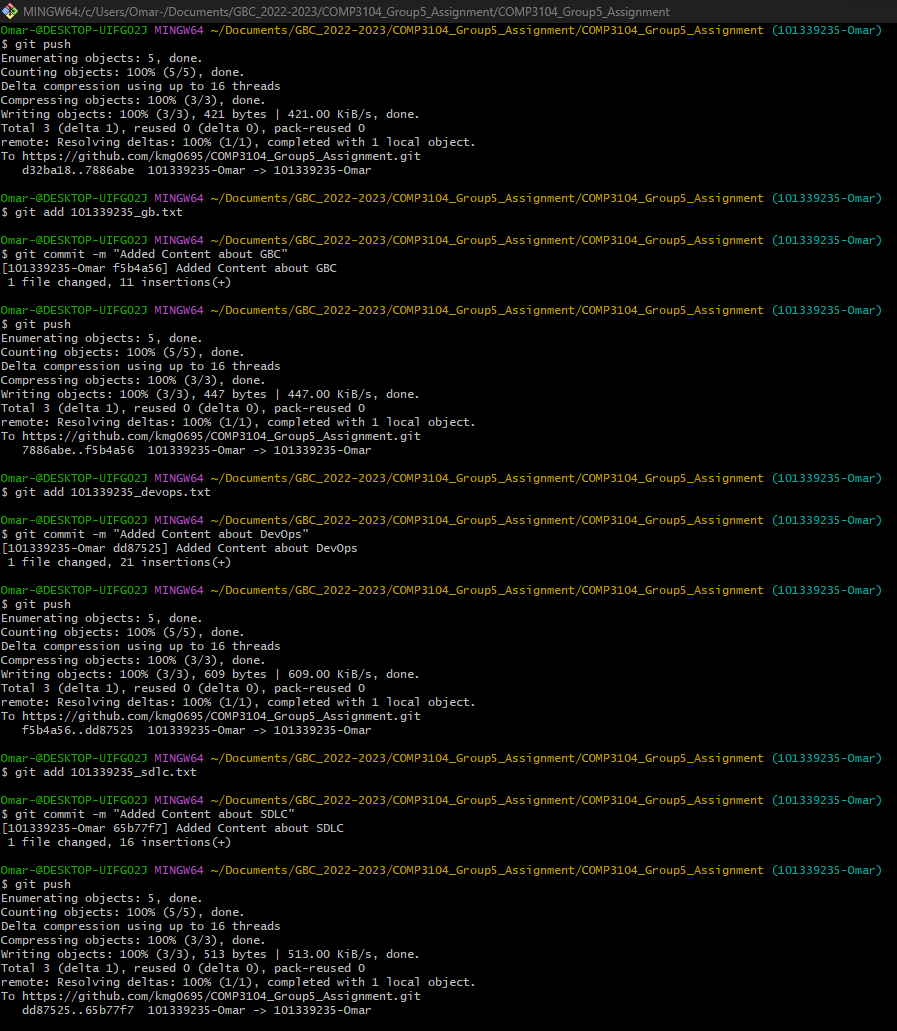 MINGW64:/c/Users/Omar-/Documents/GBC_2022-2023/COMP3104_Group5_Assignment/COMP3104_Group5_Assignment
Omar-@DESKTOP-UIFGO2J MINGW64 ~/Documents/GBC_2022-2023/COMP3104_Group5_Assignment/COMP3104_Group5_Assignment (101339235-Omar)
$ git push
Enumerating objects: 5, done.
Counting objects: 100% (5/5), done.
Delta compression using up to 16 threads
Compressing objects: 100% (3/3), done.
Writing objects: 100% (3/3), 421 bytes | 421.00 KiB/s, done.
Total 3 (delta 1), reused 0 (delta 0), pack-reused 0
remote: Resolving deltas: 100% (1/1), completed with 1 local object.
To https://github.com/kmg0695/COMP3104_Group5_Assignment.git
   d32ba18..7886abe  101339235-Omar -> 101339235-Omar
Omar-@DESKTOP-UIFGO2J MINGW64 ~/Documents/GBC_2022-2023/COMP3104_Group5_Assignment/COMP3104_Group5_Assignment (101339235-Omar)
$ git add 101339235_gb.txt
Omar-@DESKTOP-UIFGO2J MINGW64 ~/Documents/GBC_2022-2023/COMP3104_Group5_Assignment/COMP3104_Group5_Assignment (101339235-Omar)
$ git commit -m "Added Content about GBC"
[101339235-Omar f5b4a56] Added Content about GBC
 1 file changed, 11 insertions(+)
Omar-@DESKTOP-UIFGO2J MINGW64 ~/Documents/GBC_2022-2023/COMP3104_Group5_Assignment/COMP3104_Group5_Assignment (101339235-Omar)
$ git push
Enumerating objects: 5, done.
Counting objects: 100% (5/5), done.
Delta compression using up to 16 threads
Compressing objects: 100% (3/3), done.
Writing objects: 100% (3/3), 447 bytes | 447.00 KiB/s, done.
Total 3 (delta 1), reused 0 (delta 0), pack-reused 0
remote: Resolving deltas: 100% (1/1), completed with 1 local object.
To https://github.com/kmg0695/COMP3104_Group5_Assignment.git
   7886abe..f5b4a56  101339235-Omar -> 101339235-Omar
Omar-@DESKTOP-UIFGO2J MINGW64 ~/Documents/GBC_2022-2023/COMP3104_Group5_Assignment/COMP3104_Group5_Assignment (101339235-Omar)
$ git add 101339235_devops.txt
Omar-@DESKTOP-UIFGO2J MINGW64 ~/Documents/GBC_2022-2023/COMP3104_Group5_Assignment/COMP3104_Group5_Assignment (101339235-Omar)
$ git commit -m "Added Content about DevOps"
[101339235-Omar dd87525] Added Content about DevOps
 1 file changed, 21 insertions(+)
Omar-@DESKTOP-UIFGO2J MINGW64 ~/Documents/GBC_2022-2023/COMP3104_Group5_Assignment/COMP3104_Group5_Assignment (101339235-Omar)
$ git push
Enumerating objects: 5, done.
Counting objects: 100% (5/5), done.
Delta compression using up to 16 threads
Compressing objects: 100% (3/3), done.
Writing objects: 100% (3/3), 609 bytes | 609.00 KiB/s, done.
Total 3 (delta 1), reused 0 (delta 0), pack-reused 0
remote: Resolving deltas: 100% (1/1), completed with 1 local object.
To https://github.com/kmg0695/COMP3104_Group5_Assignment.git
   f5b4a56..dd87525  101339235-Omar -> 101339235-Omar
Omar-@DESKTOP-UIFGO2J MINGW64 ~/Documents/GBC_2022-2023/COMP3104_Group5_Assignment/COMP3104_Group5_Assignment (101339235-Omar)
$ git add 101339235_sdlc.txt
Omar-@DESKTOP-UIFGO2J MINGW64 ~/Documents/GBC_2022-2023/COMP3104_Group5_Assignment/COMP3104_Group5_Assignment (101339235-Omar)
$ git commit -m "Added Content about SDLC"
[101339235-Omar 65b77f7] Added Content about SDLC
 1 file changed, 16 insertions(+)
Omar-@DESKTOP-UIFGO2J MINGW64 ~/Documents/GBC_2022-2023/COMP3104_Group5_Assignment/COMP3104_Group5_Assignment (101339235-Omar)
$ git push
Enumerating objects: 5, done.
Counting objects: 100% (5/5), done.
Delta compression using up to 16 threads
Compressing objects: 100% (3/3), done.
Writing objects: 100% (3/3), 513 bytes | 513.00 KiB/s, done.
Total 3 (delta 1), reused 0 (delta 0), pack-reused 0
remote: Resolving deltas: 100% (1/1), completed with 1 local object.
To https://github.com/kmg0695/COMP3104_Group5_Assignment.git
   dd87525..65b77f7  101339235-Omar -> 101339235-Omar